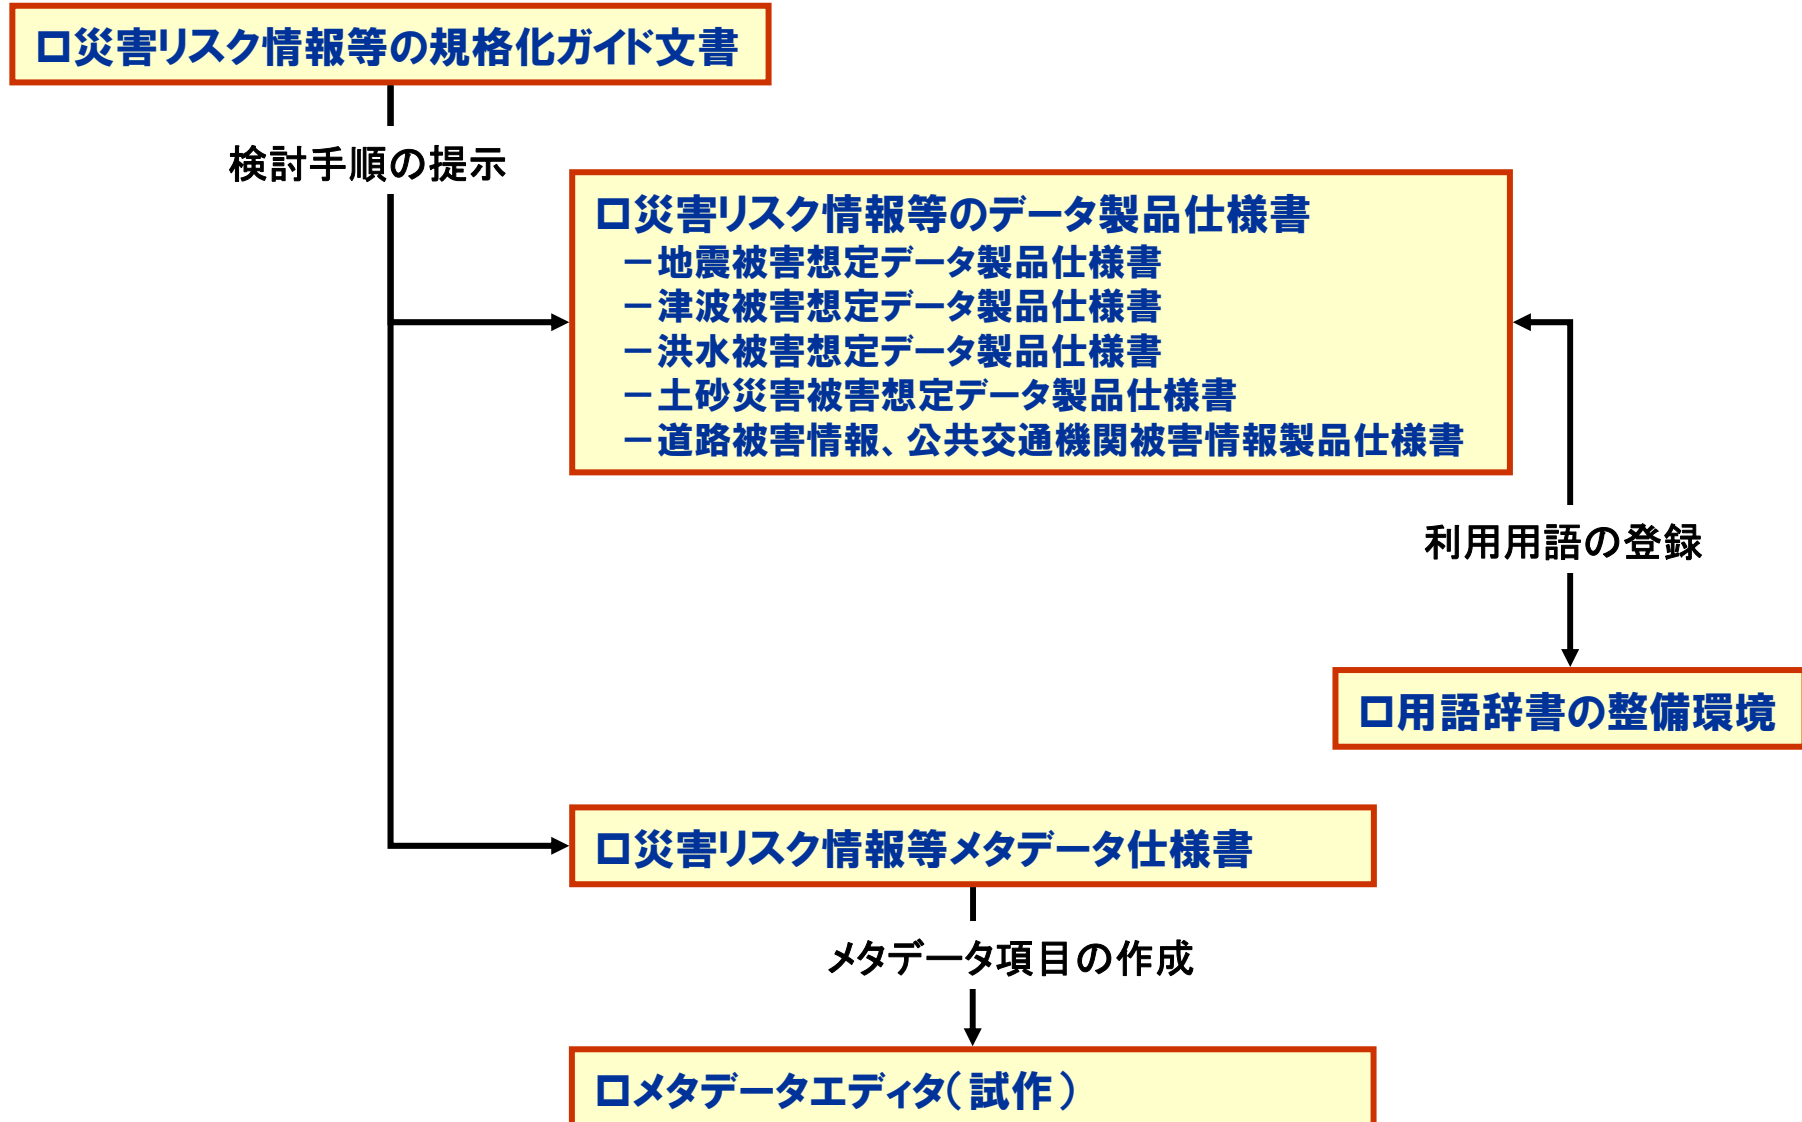 □災害リスク情報等の規格化ガイド文書
検討手順の提示
□災害リスク情報等のデータ製品仕様書
－地震被害想定データ製品仕様書
－津波被害想定データ製品仕様書
－洪水被害想定データ製品仕様書
－土砂災害被害想定データ製品仕様書
－道路被害情報、公共交通機関被害情報製品仕様書
利用用語の登録
□用語辞書の整備環境
□災害リスク情報等メタデータ仕様書
メタデータ項目の作成
□メタデータエディタ（試作）